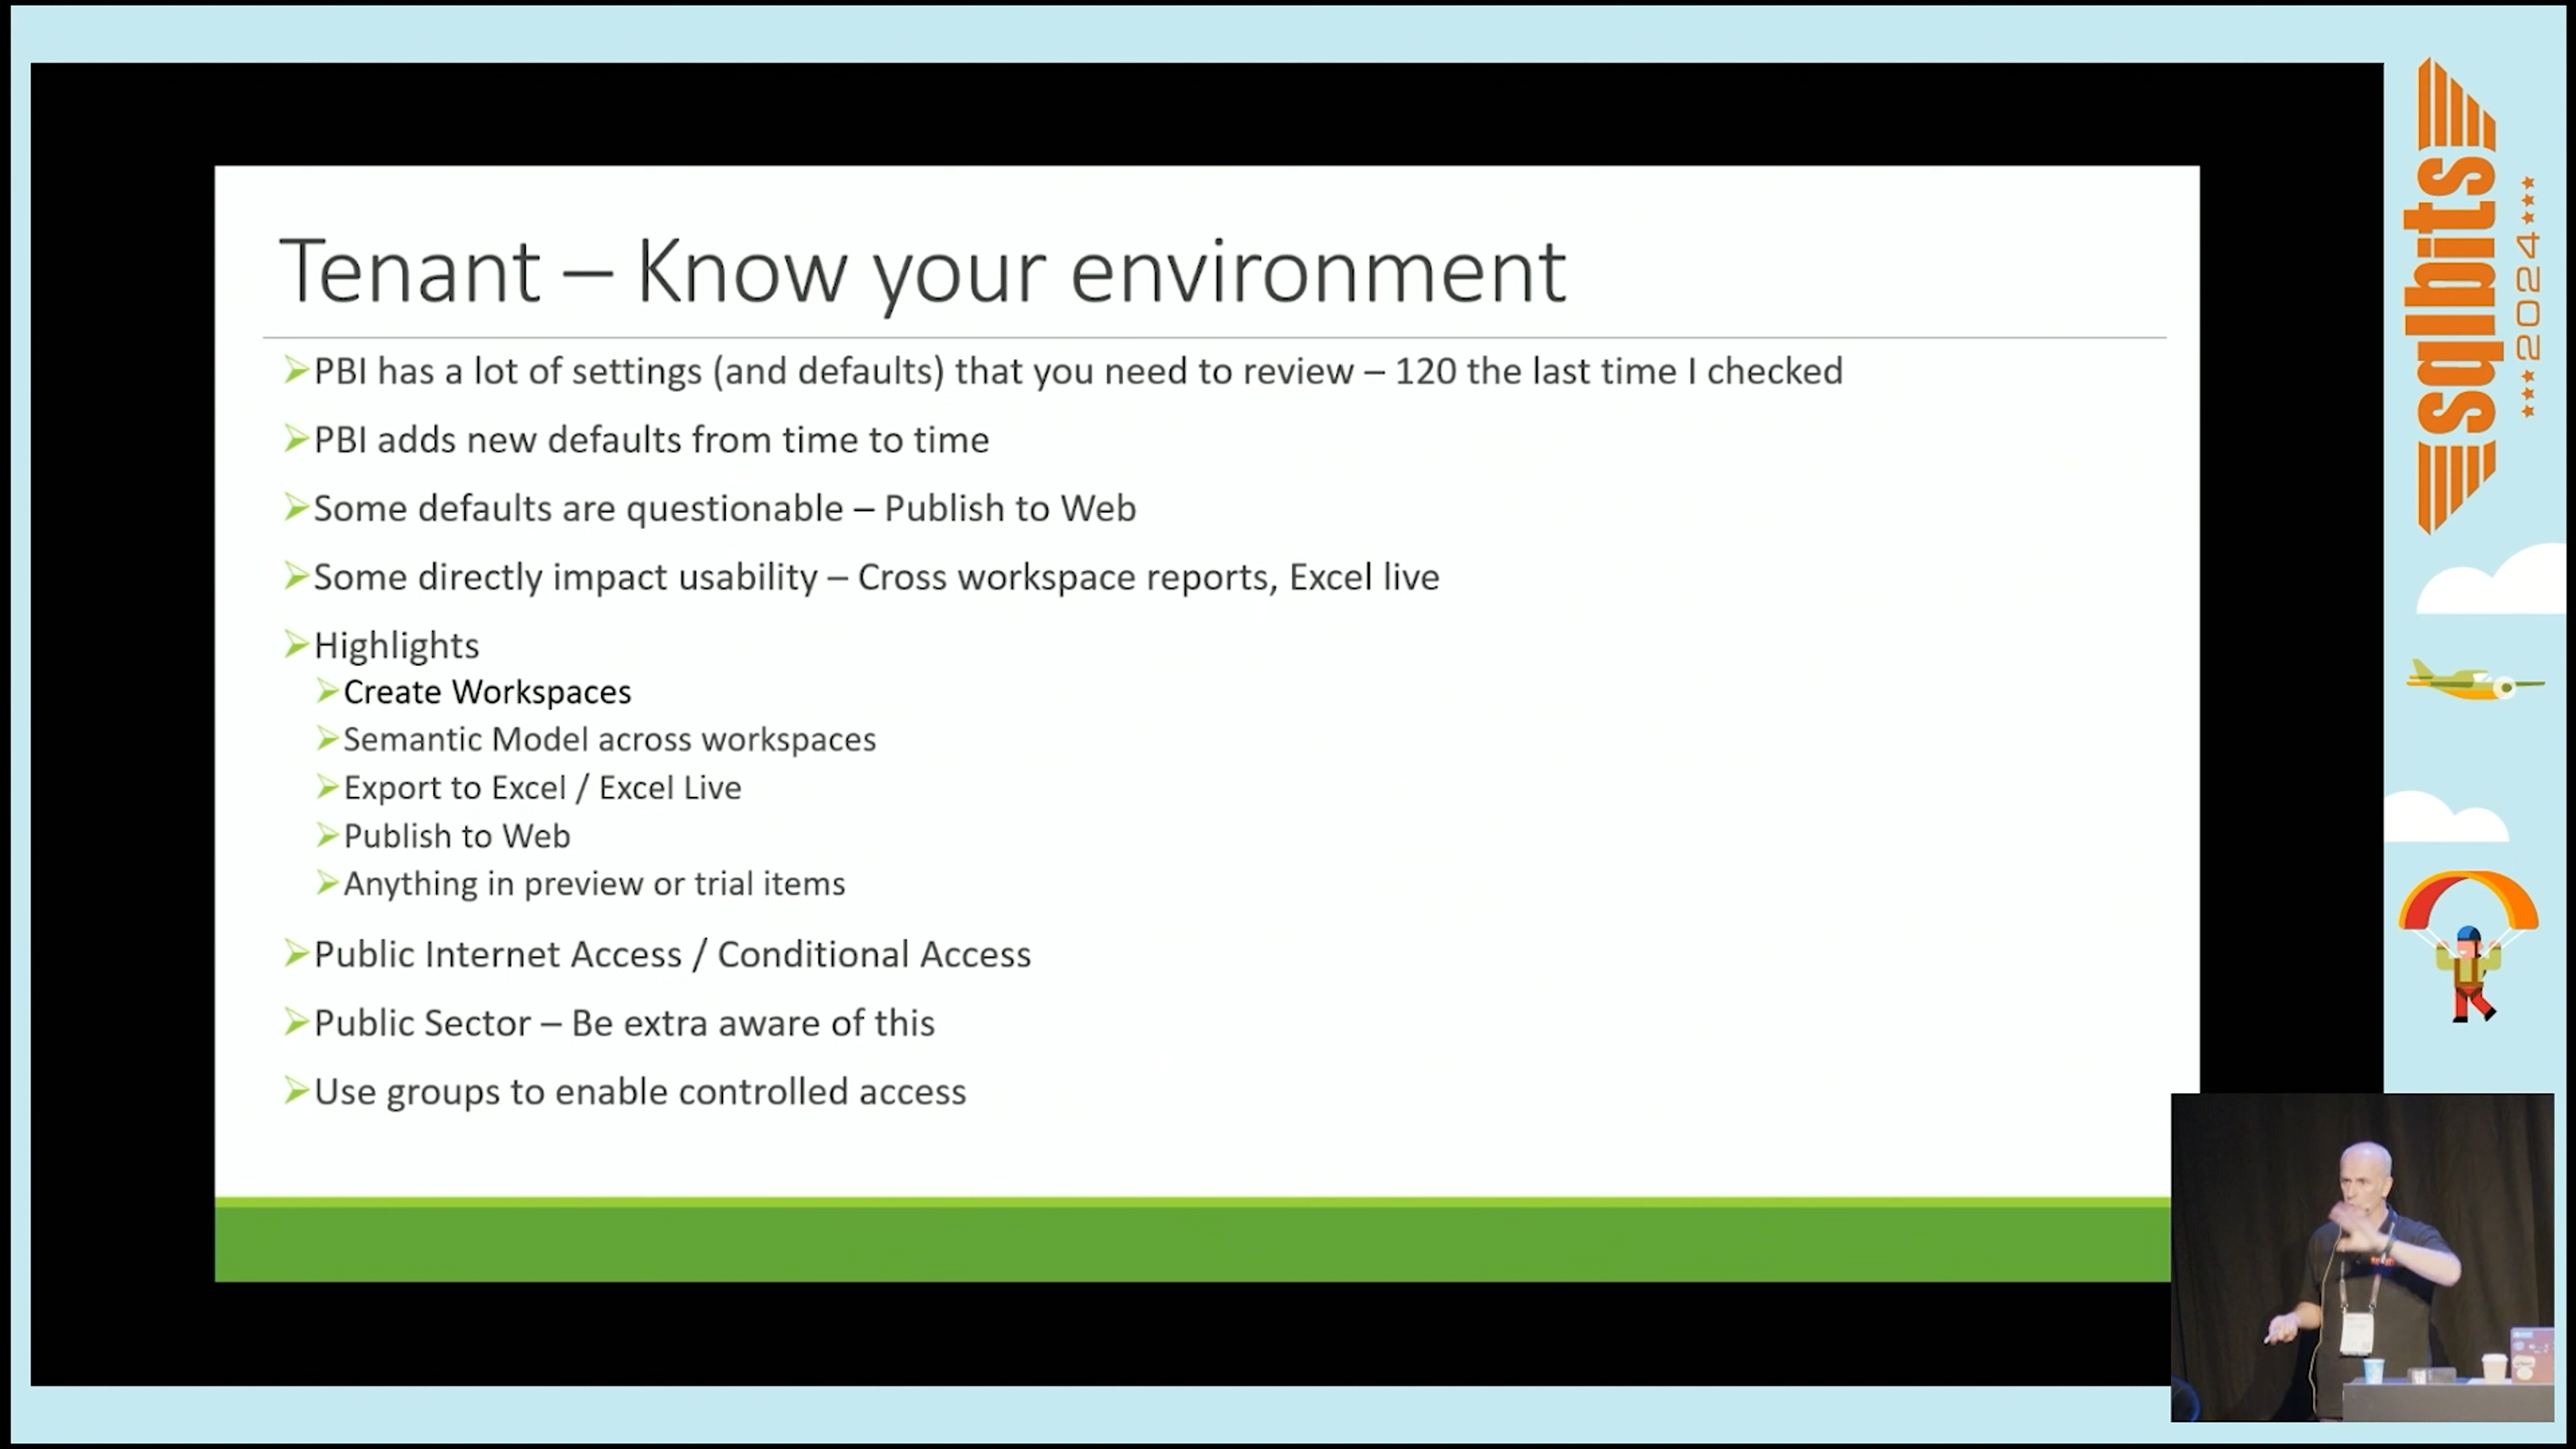 Tenant – Know your environment
PBI has a lot of settings (and defaults) that you need to review – 120 the last time I checked
PBI adds new defaults from time to time
Some defaults are questionable – Publish to Web
Some directly impact usability – Cross workspace reports, Excel live
Highlights
Create Workspaces
Semantic Model across workspaces
Export to Excel / Excel Live
Publish to Web
Anything in preview or trial items
Public Internet Access / Conditional Access
Public Sector – Be extra aware of this
Use groups to enable controlled access
sqlbits
2024